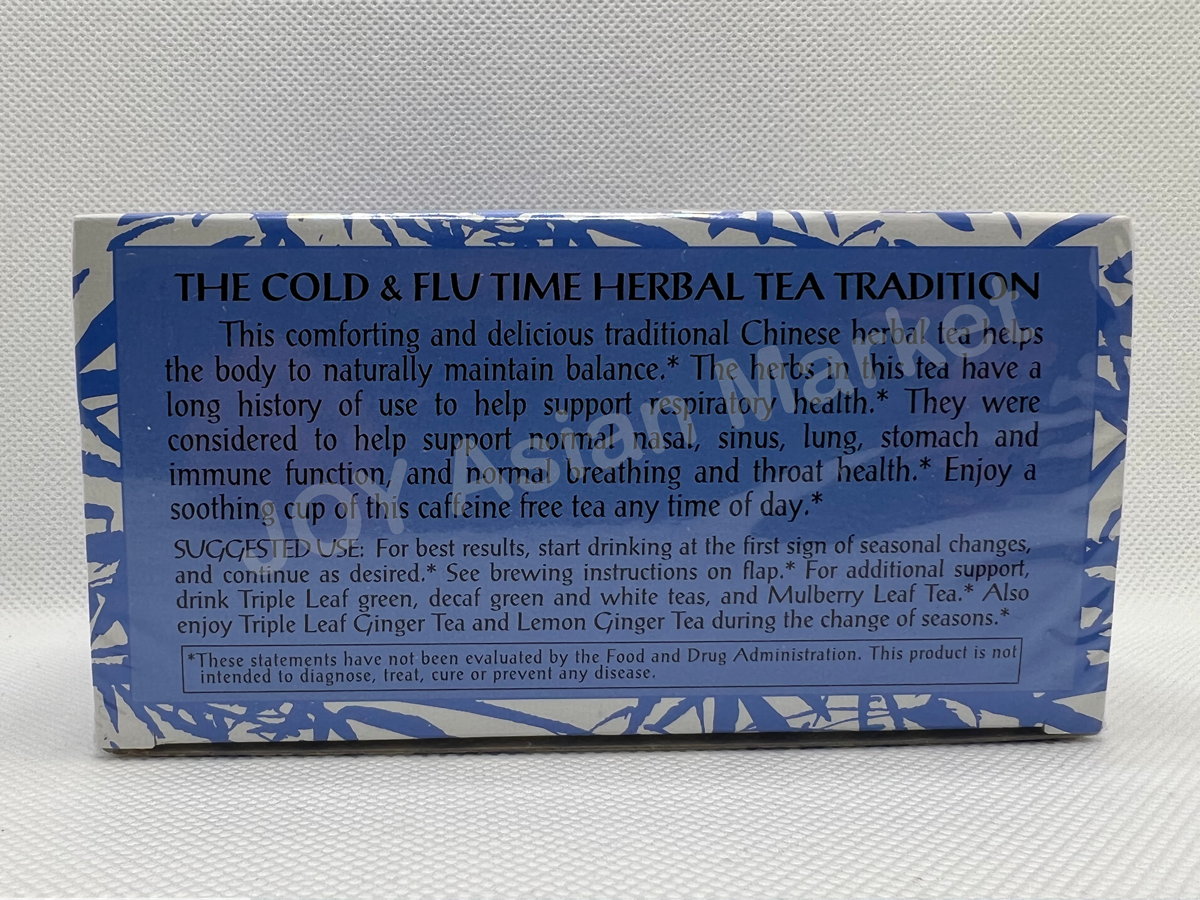 THE COLD & FLU TIME HERBAL TEA TRADITION
This comforting and delicious traditional Chinese herbal tea helps
the body to naturally maintain balance.* The herbs in this tea have a
long history of use to help support respiratory health.* They were
considered to help support normal nasal, sinus, lung, stomach and
immune function, and normal breathing and throat health.* Enjoy a
soothing cup of this caffeine free tea any time of day.*
SUGGESTED USE: For best results, start drinking at the first sign of seasonal changes,
and continue as desired.* See brewing instructions on flap.* For additional support,
drink Triple Leaf green, decaf green and white teas, and Mulberry Leaf Tea.* Also
enjoy Triple Leaf Ginger Tea and Lemon Ginger Tea during the change of seasons.*
*These statements have not been evaluated by the Food and Drug Administration. This product is not
intended to diagnose, treat, cure or prevent any disease.
JOY Asian Market